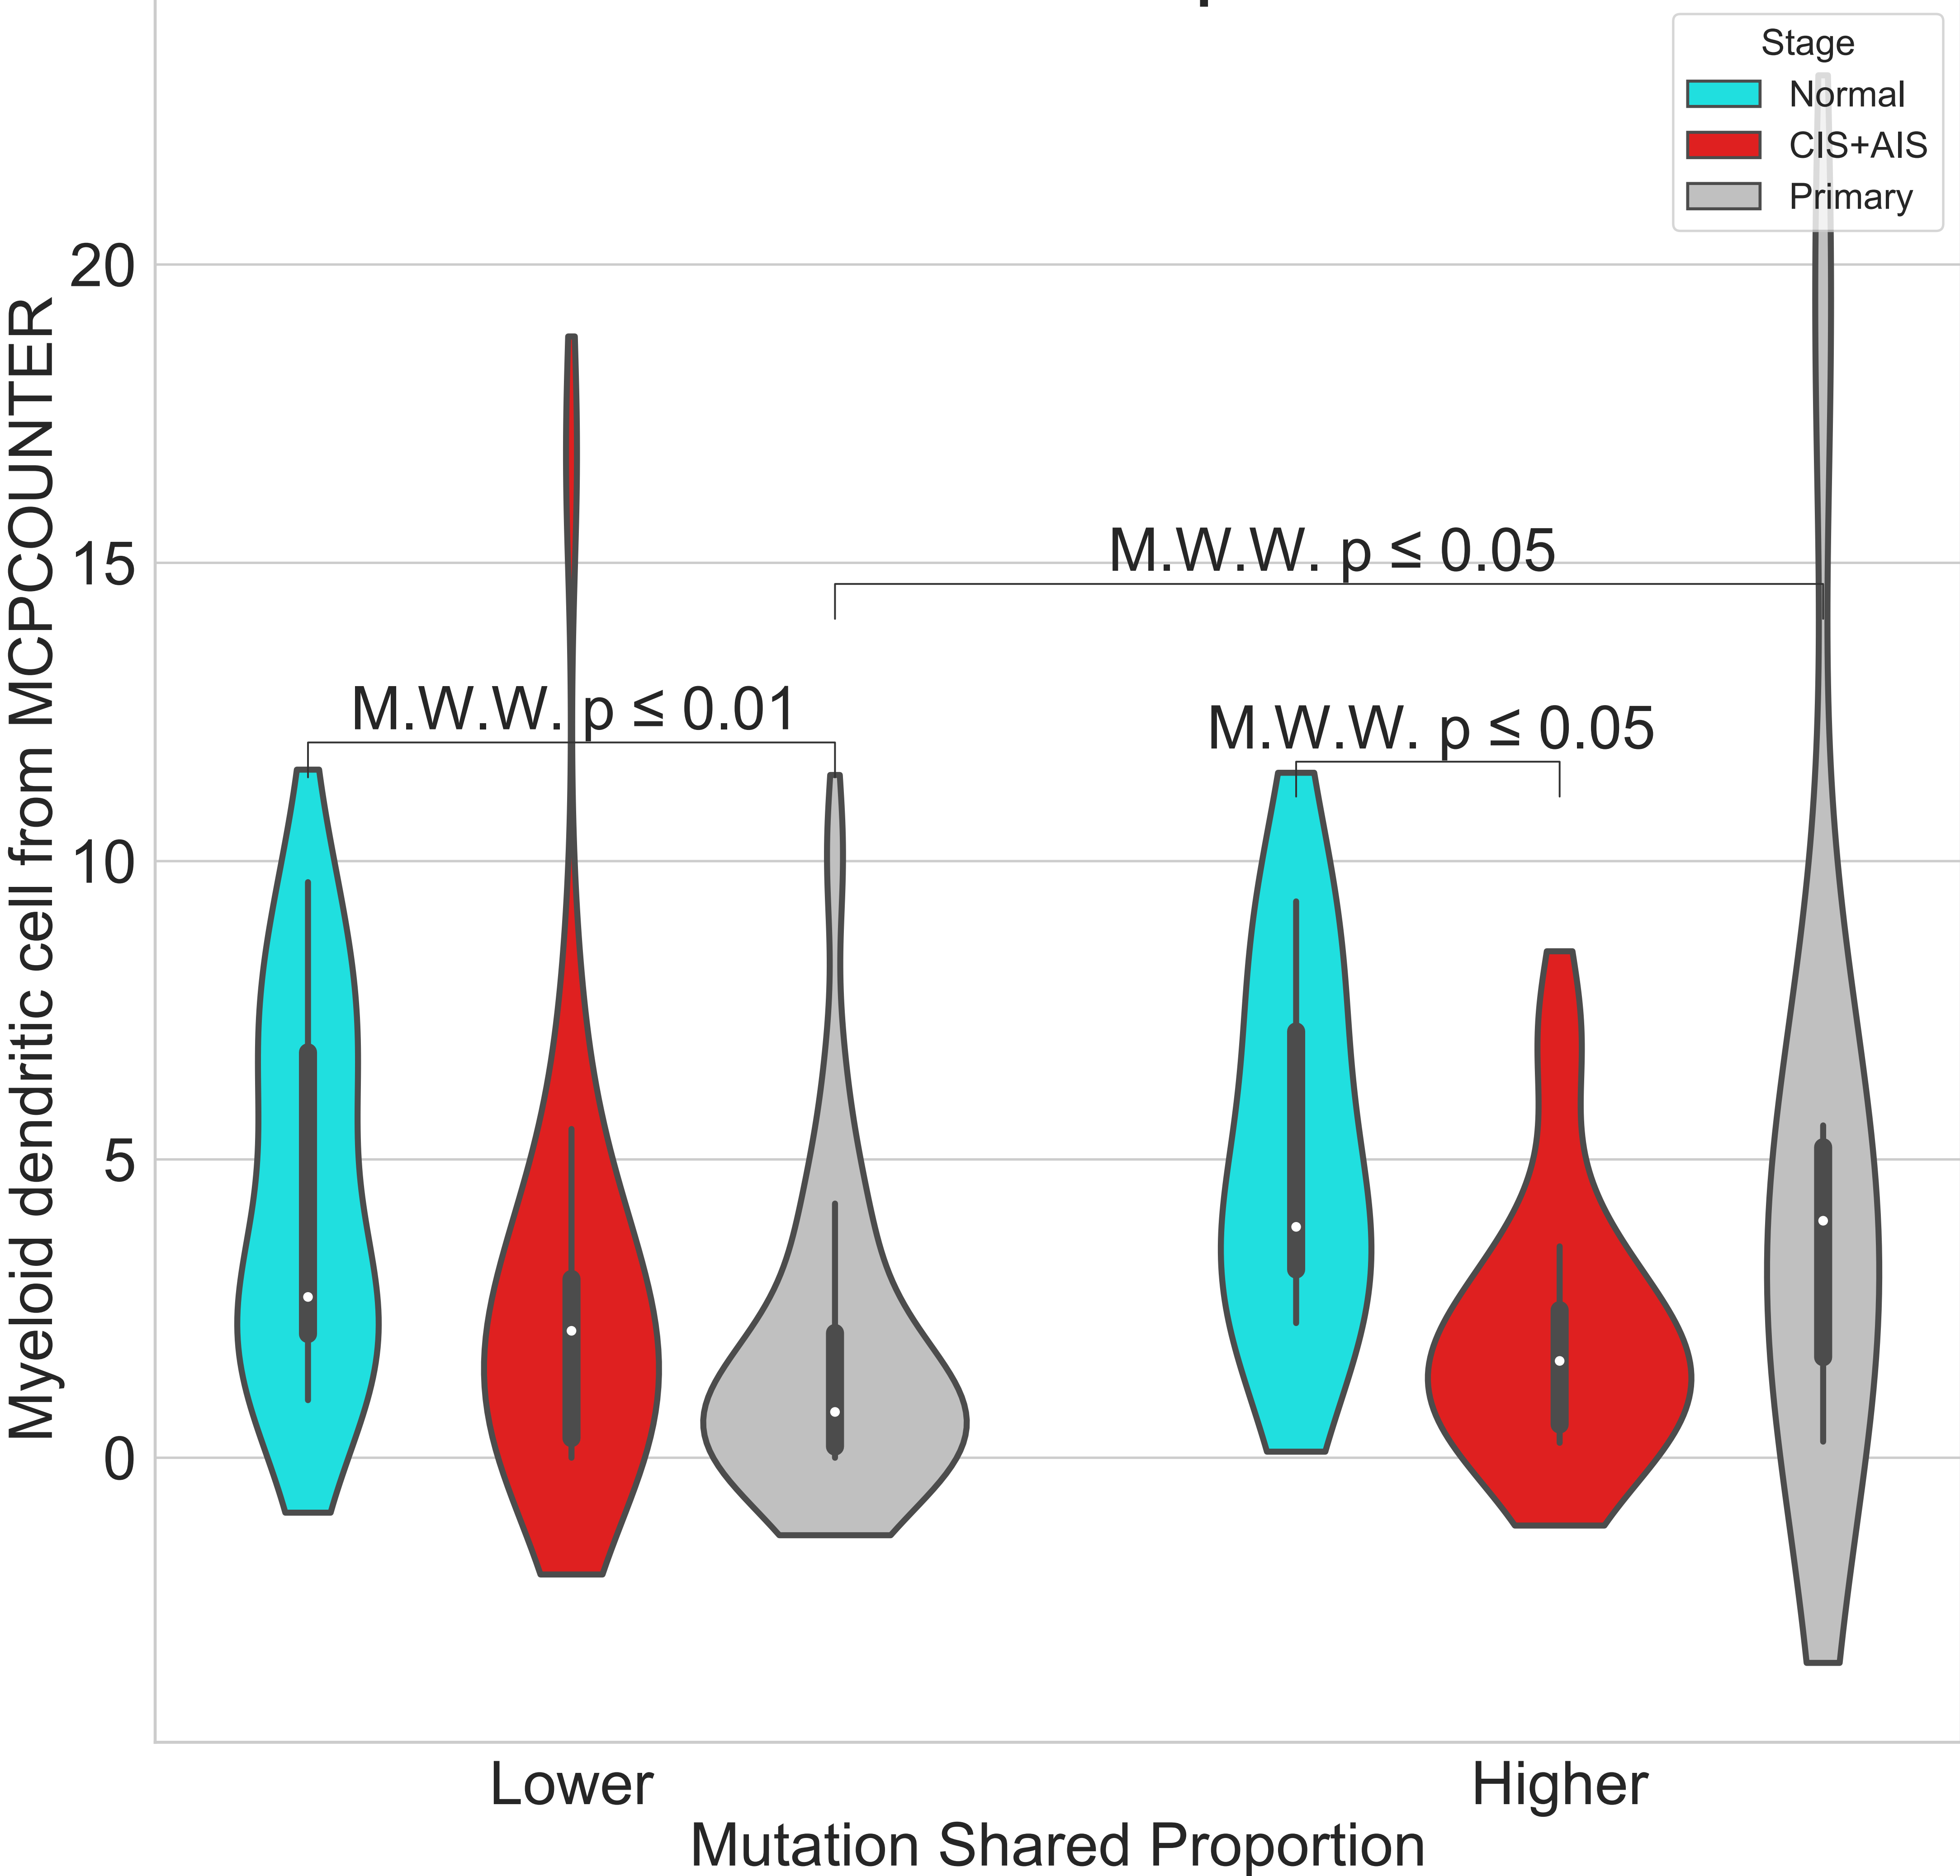 Stage
Normal
CIS+AIS
Primary
Myeloid dendritic cell from MCPCOUNTER
20
15
10
5
0
M.W.W. p ≤ 0.05
M.W.W. p ≤ 0.01
M.W.W. p ≤ 0.05
Lower
Higher
Mutation Shared Proportion